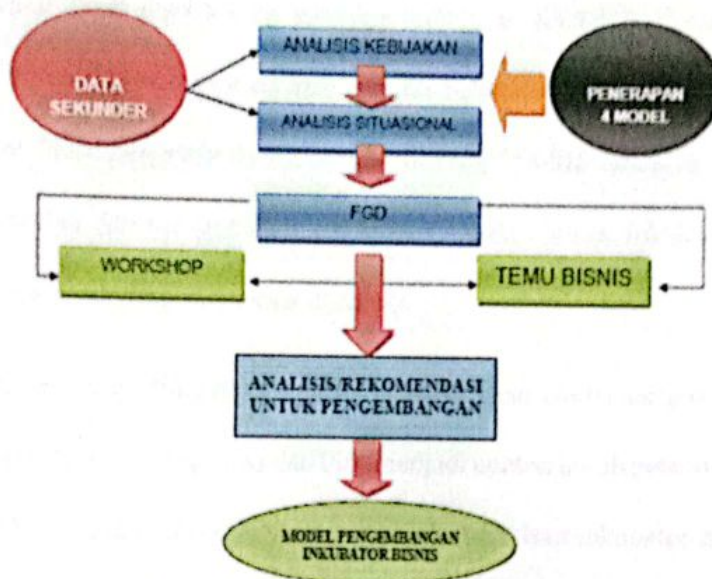 DATA
SEKUNDER
ANALISIS KEBIJAKAN
ANALISIS SITUASIONAL
PENERAPAN
4 MODEL
FGD
WORKSHOP
TEMU BISNIS
ANALISIS/REKOMENDASI
UNTUK PENGEMBANGAN
MODEL PENGEMBANGAN
INKUBATOR BISNIS